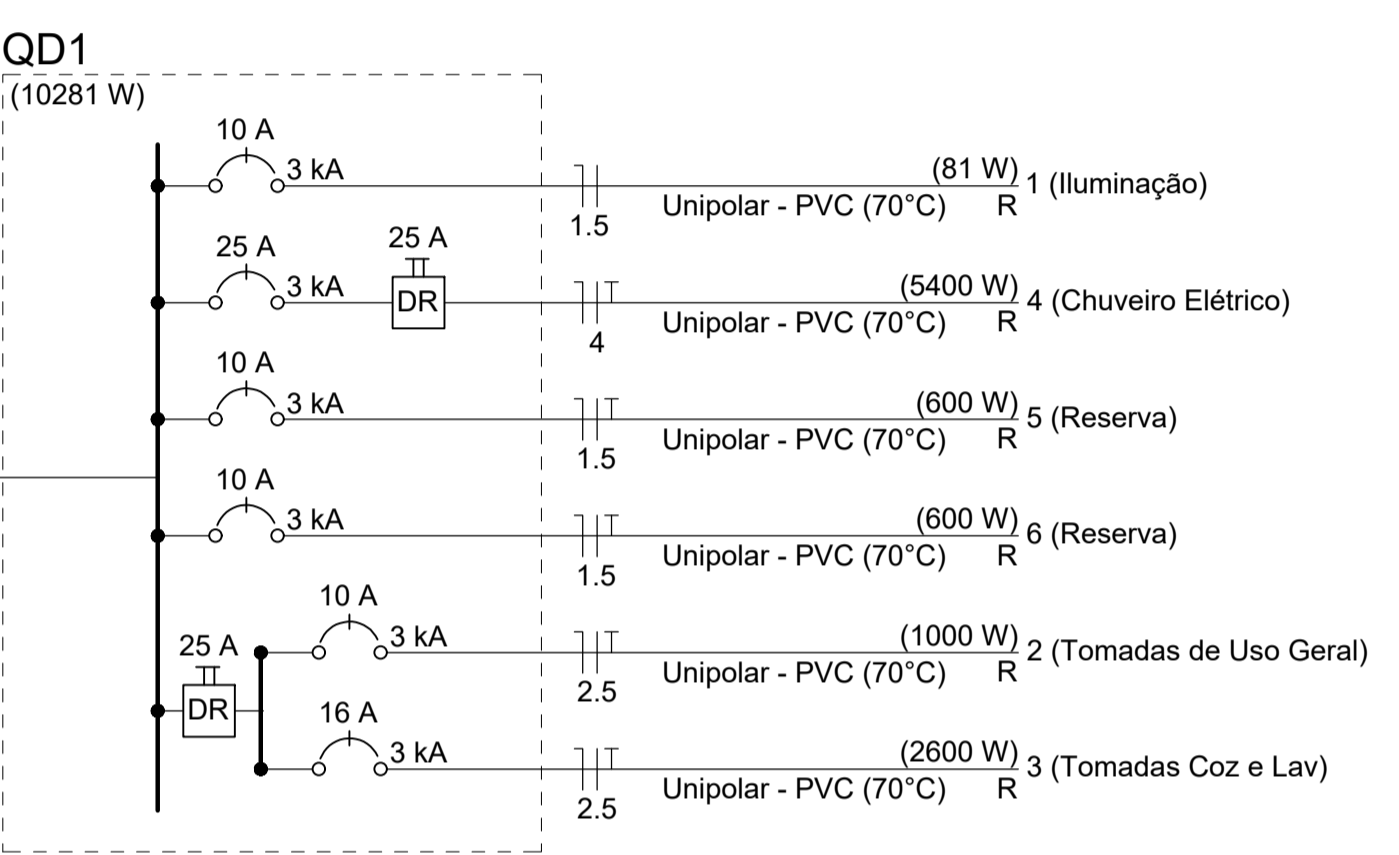 QD1
(10281 W)
10 A
3 kA
1.5
(81 W)
Unipolar - PVC (70°C) R
1 (Iluminação)
25 A
3 kA
25 A
DR
4
(5400 W)
Unipolar - PVC (70°C) R
4 (Chuveiro Elétrico)
10 A
3 kA
1.5
(600 W)
Unipolar - PVC (70°C) R
5 (Reserva)
10 A
3 kA
1.5
(600 W)
Unipolar - PVC (70°C) R
6 (Reserva)
25 A
DR
10 A
3 kA
2.5
(1000 W)
Unipolar - PVC (70°C) R
2 (Tomadas de Uso Geral)
16 A
3 kA
2.5
(2600 W)
Unipolar - PVC (70°C) R
3 (Tomadas Coz e Lav)